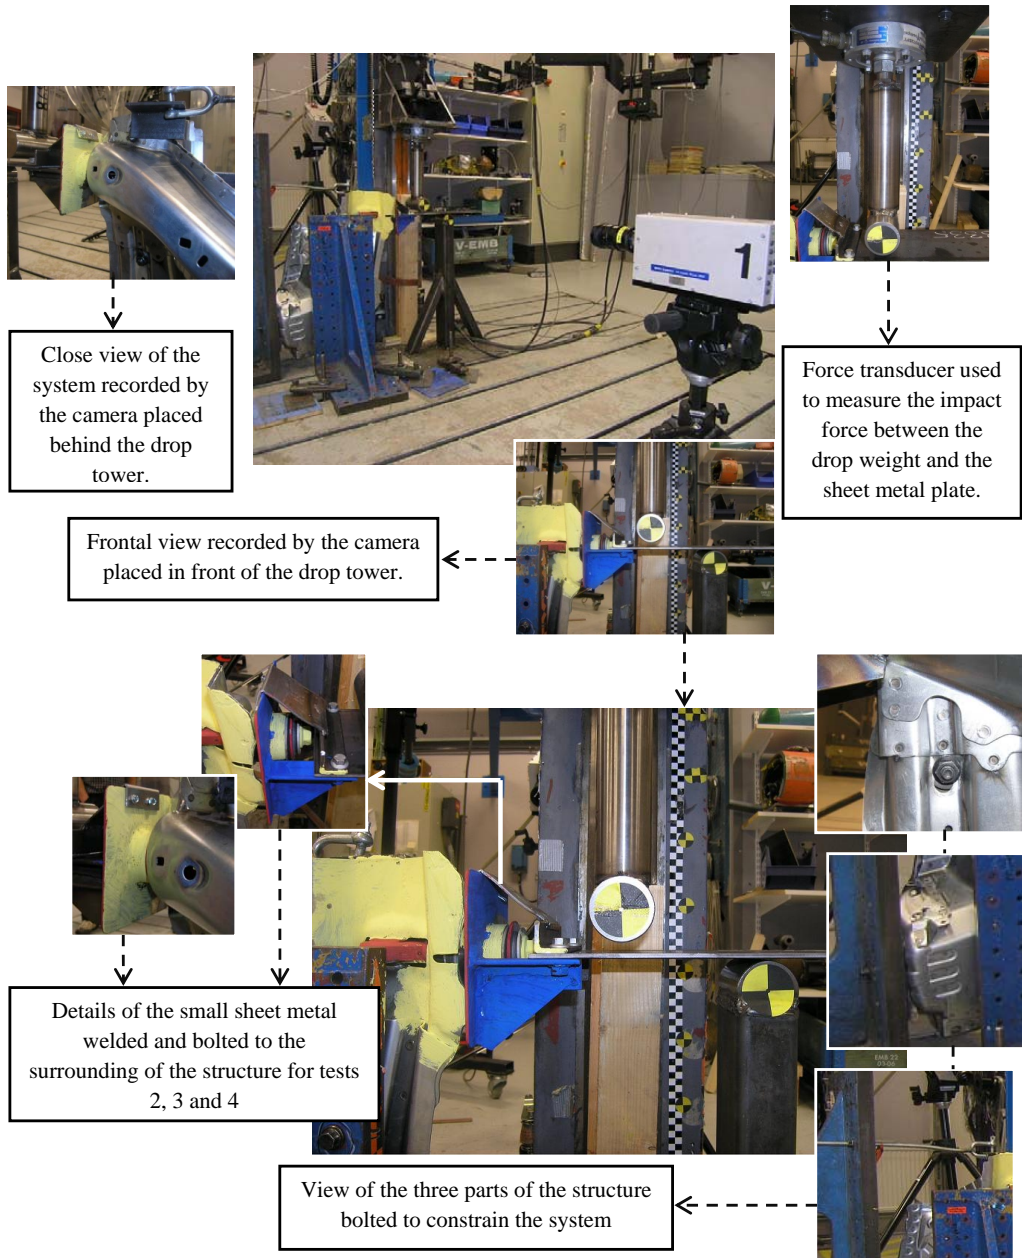 1
V-EMB
Close view of the
system recorded by
the camera placed
behind the drop
tower.
Force transducer used
to measure the impact
force between the
drop weight and the
sheet metal plate.
Frontal view recorded by the camera
placed in front of the drop tower.
Details of the small sheet metal
welded and bolted to the
surrounding of the structure for tests
2, 3 and 4
EMB 22
View of the three parts of the structure
bolted to constrain the system